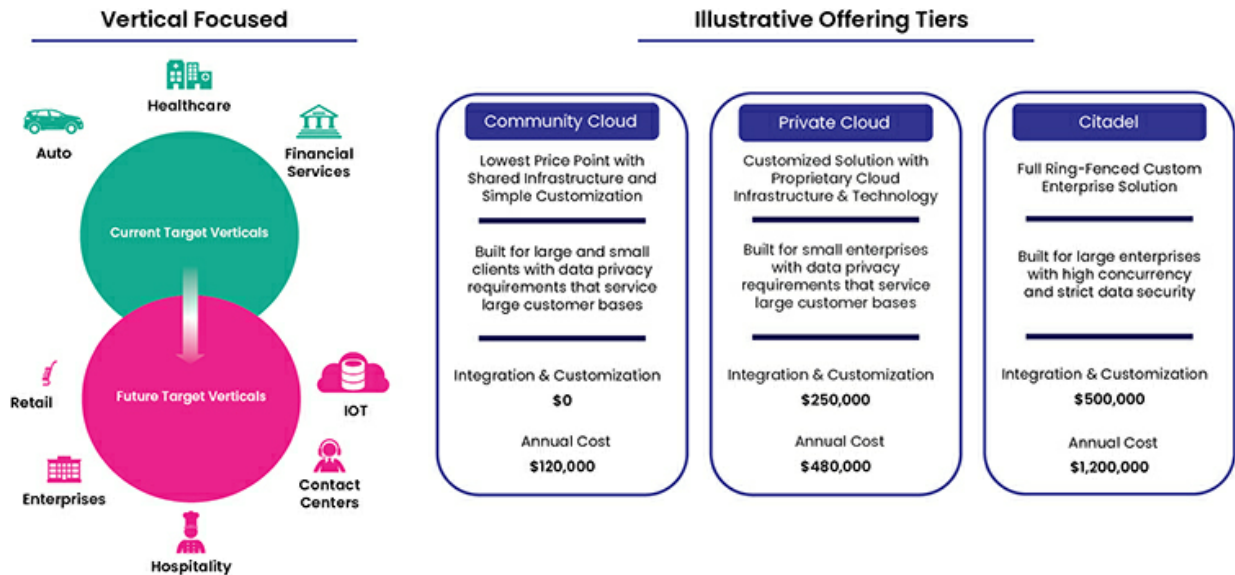 Vertical Focused
Healthcare
Auto
Financial
Services
Current Target Verticals
Future Target Verticals
Retail
IOT
Enterprises
Contact
Centers
Hospitality
Illustrative Offering Tiers
Community Cloud
Lowest Price Point with
Shared Infrastructure and
Simple Customization
Built for large and small
clients with data privacy
requirements that service
large customer bases
Integration & Customization
$0
Annual Cost
$120,000
Private Cloud
Customized Solution with
Proprietary Cloud
Infrastructure & Technology
Built for small enterprises
with data privacy
requirements that service
large customer bases
Integration & Customization
$250,000
Annual Cost
$480,000
Citadel
Full Ring-Fenced Custom
Enterprise Solution
Built for large enterprises
with high concurrency
and strict data security
Integration & Customization
$500,000
Annual Cost
$1,200,000